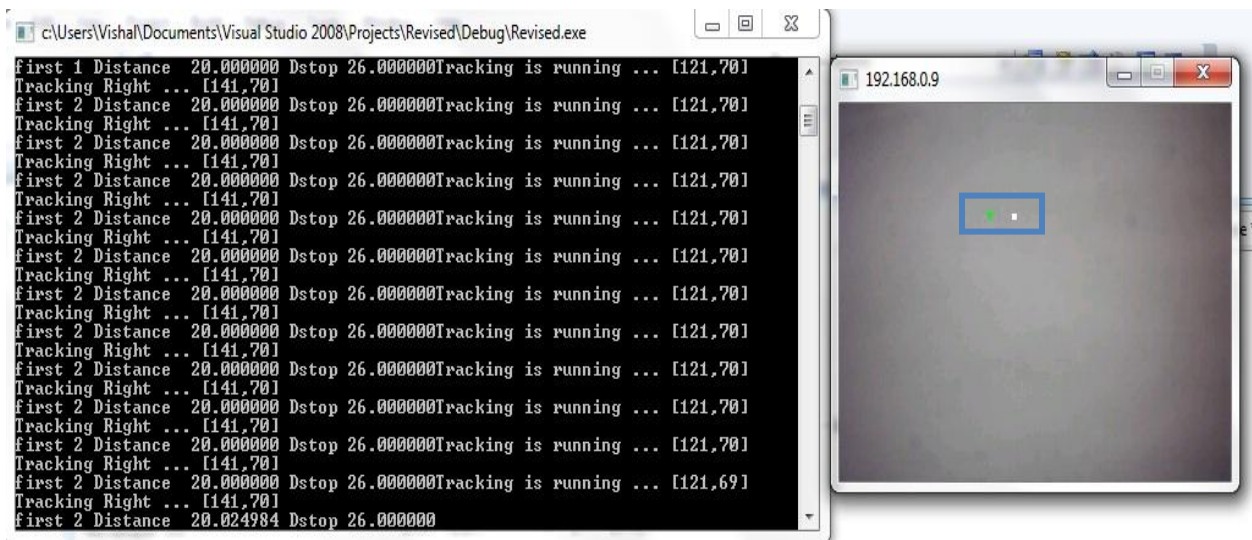 c:\Users\Vishal\Documents\Visual Studio 2008\Projects\Revised\Debug\Revised.exe
first 1 Distance  20.000000 Dstop 26.000000Tracking is running ... [121,70]
Tracking Right ... [141,70]
first 2 Distance  20.000000 Dstop 26.000000Tracking is running ... [121,70]
Tracking Right ... [141,70]
first 2 Distance  20.000000 Dstop 26.000000Tracking is running ... [121,70]
Tracking Right ... [141,70]
first 2 Distance  20.000000 Dstop 26.000000Tracking is running ... [121,70]
Tracking Right ... [141,70]
first 2 Distance  20.000000 Dstop 26.000000Tracking is running ... [121,70]
Tracking Right ... [141,70]
first 2 Distance  20.000000 Dstop 26.000000Tracking is running ... [121,70]
Tracking Right ... [141,70]
first 2 Distance  20.000000 Dstop 26.000000Tracking is running ... [121,70]
Tracking Right ... [141,70]
first 2 Distance  20.000000 Dstop 26.000000Tracking is running ... [121,70]
Tracking Right ... [141,70]
first 2 Distance  20.000000 Dstop 26.000000Tracking is running ... [121,70]
Tracking Right ... [141,70]
first 2 Distance  20.000000 Dstop 26.000000Tracking is running ... [121,70]
Tracking Right ... [141,70]
first 2 Distance  20.000000 Dstop 26.000000Tracking is running ... [121,70]
Tracking Right ... [141,70]
first 2 Distance  20.000000 Dstop 26.000000Tracking is running ... [121,69]
Tracking Right ... [141,70]
first 2 Distance  20.024984 Dstop 26.000000
192.168.0.9